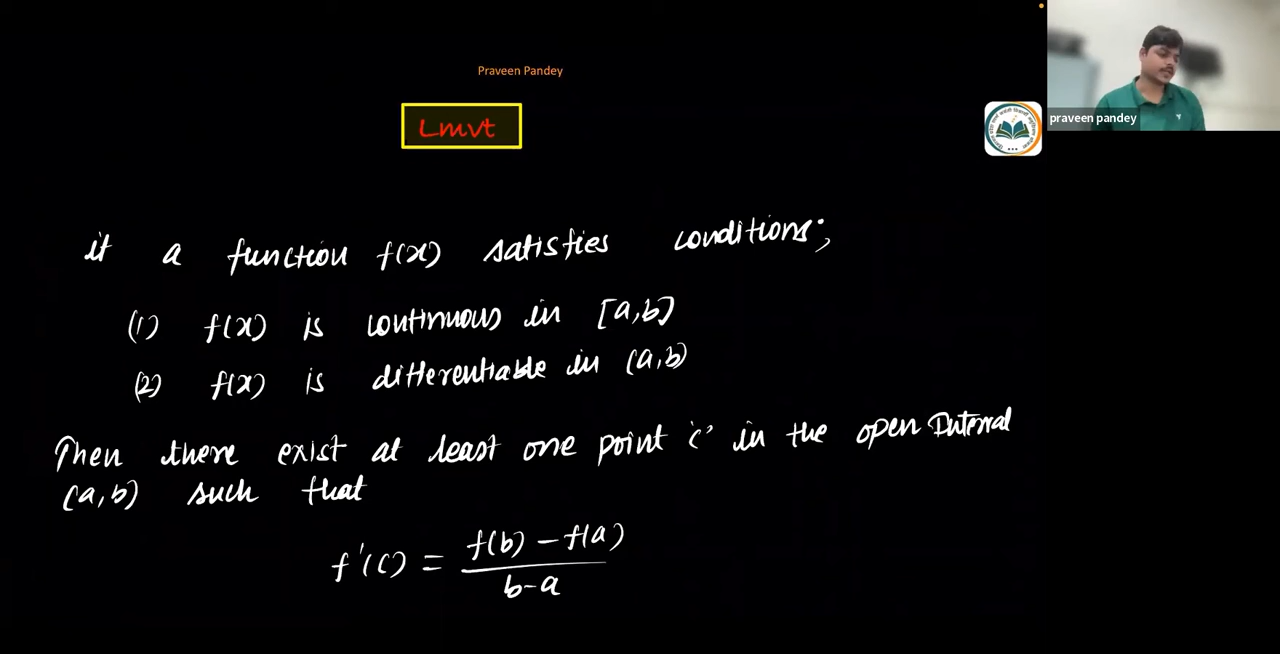 Praveen Pandey
praveen pandey
Lmvt
if a function f(x) satisfies conditions;
(1) f(x) is continuous in [a,b]
(2) f(x) is differentiable in (a,b)
Then there exist at least one point 'c' in the open Interval
(a,b) such that
f'(c) = f(b) - f(a) / b-a